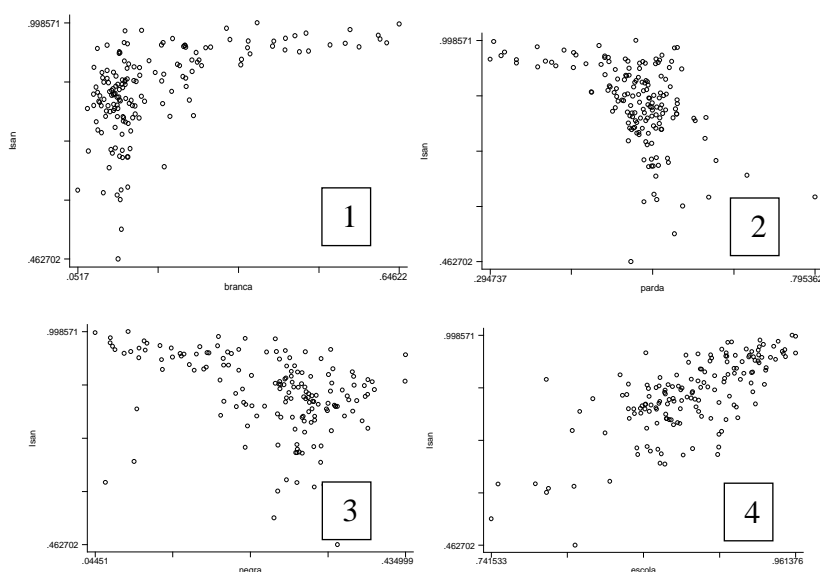 .998571
Isan
.462702
.0517
.64622
branca
1
.998571
Isan
.462702
.294737
.795362
parda
2
.998571
Isan
.462702
.04451
.434999
negra
3
.998571
Isan
.462702
.741533
.961376
escola
4